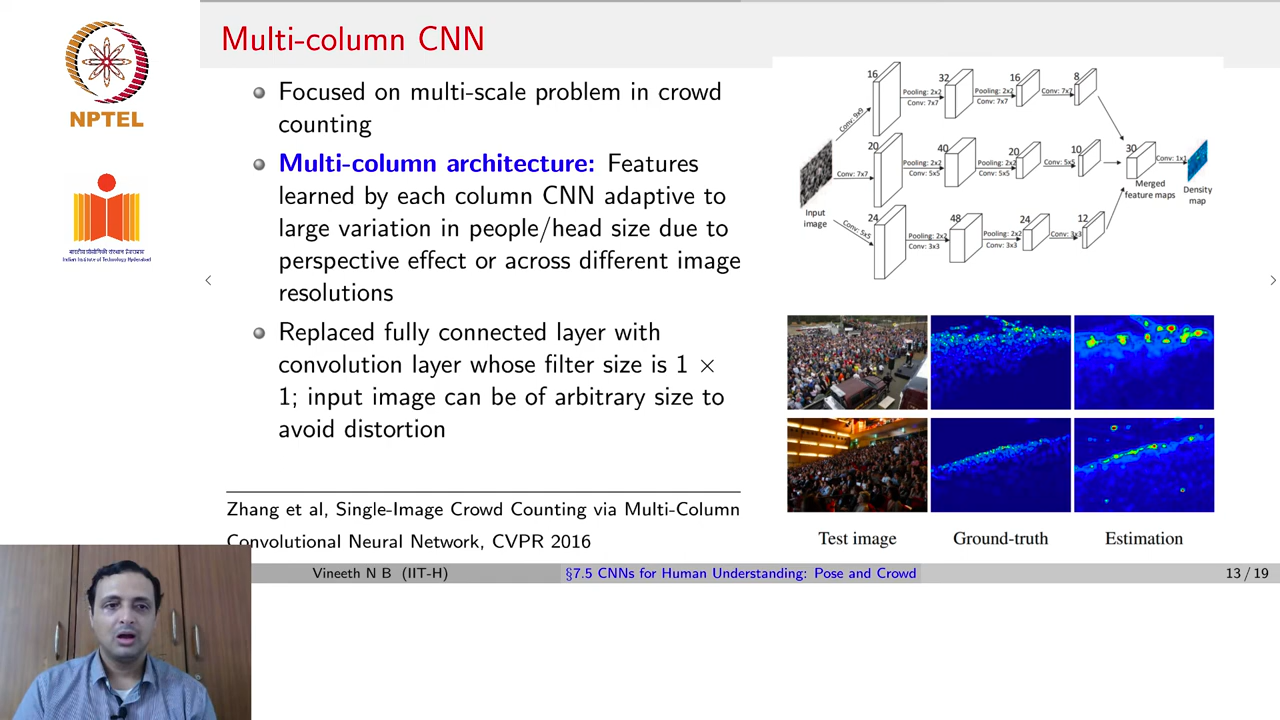 Multi-column CNN
NPTEL
भारतीय प्रौद्योगिकी संस्थान हैदराबाद
Indian Institute of Technology Hyderabad
Focused on multi-scale problem in crowd
counting
Multi-column architecture: Features
learned by each column CNN adaptive to
large variation in people/head size due to
perspective effect or across different image
resolutions
Replaced fully connected layer with
convolution layer whose filter size is 1 ×
1; input image can be of arbitrary size to
avoid distortion
Zhang et al, Single-Image Crowd Counting via Multi-Column
Convolutional Neural Network, CVPR 2016
16
32
16
8
Conv: 9x9
Pooling: 2x2
Conv: 7x7
Pooling: 2x2
Conv: 7x7
Conv: 7x7
20
40
20
10
30
Conv: 7x7
Pooling: 2x2
Conv: 5x5
Pooling: 2x2
Conv: 5x5
Conv: 5x5
Conv: 1x1
Input
image
Merged
feature maps
Density
map
24
48
24
12
Conv: 5x5
Pooling: 2x2
Conv: 3x3
Pooling: 2x2
Conv: 3x3
Conv: 3x3
Test image
Ground-truth
Estimation
Vineeth N B (IIT-H)
§7.5 CNNs for Human Understanding: Pose and Crowd
13 / 19